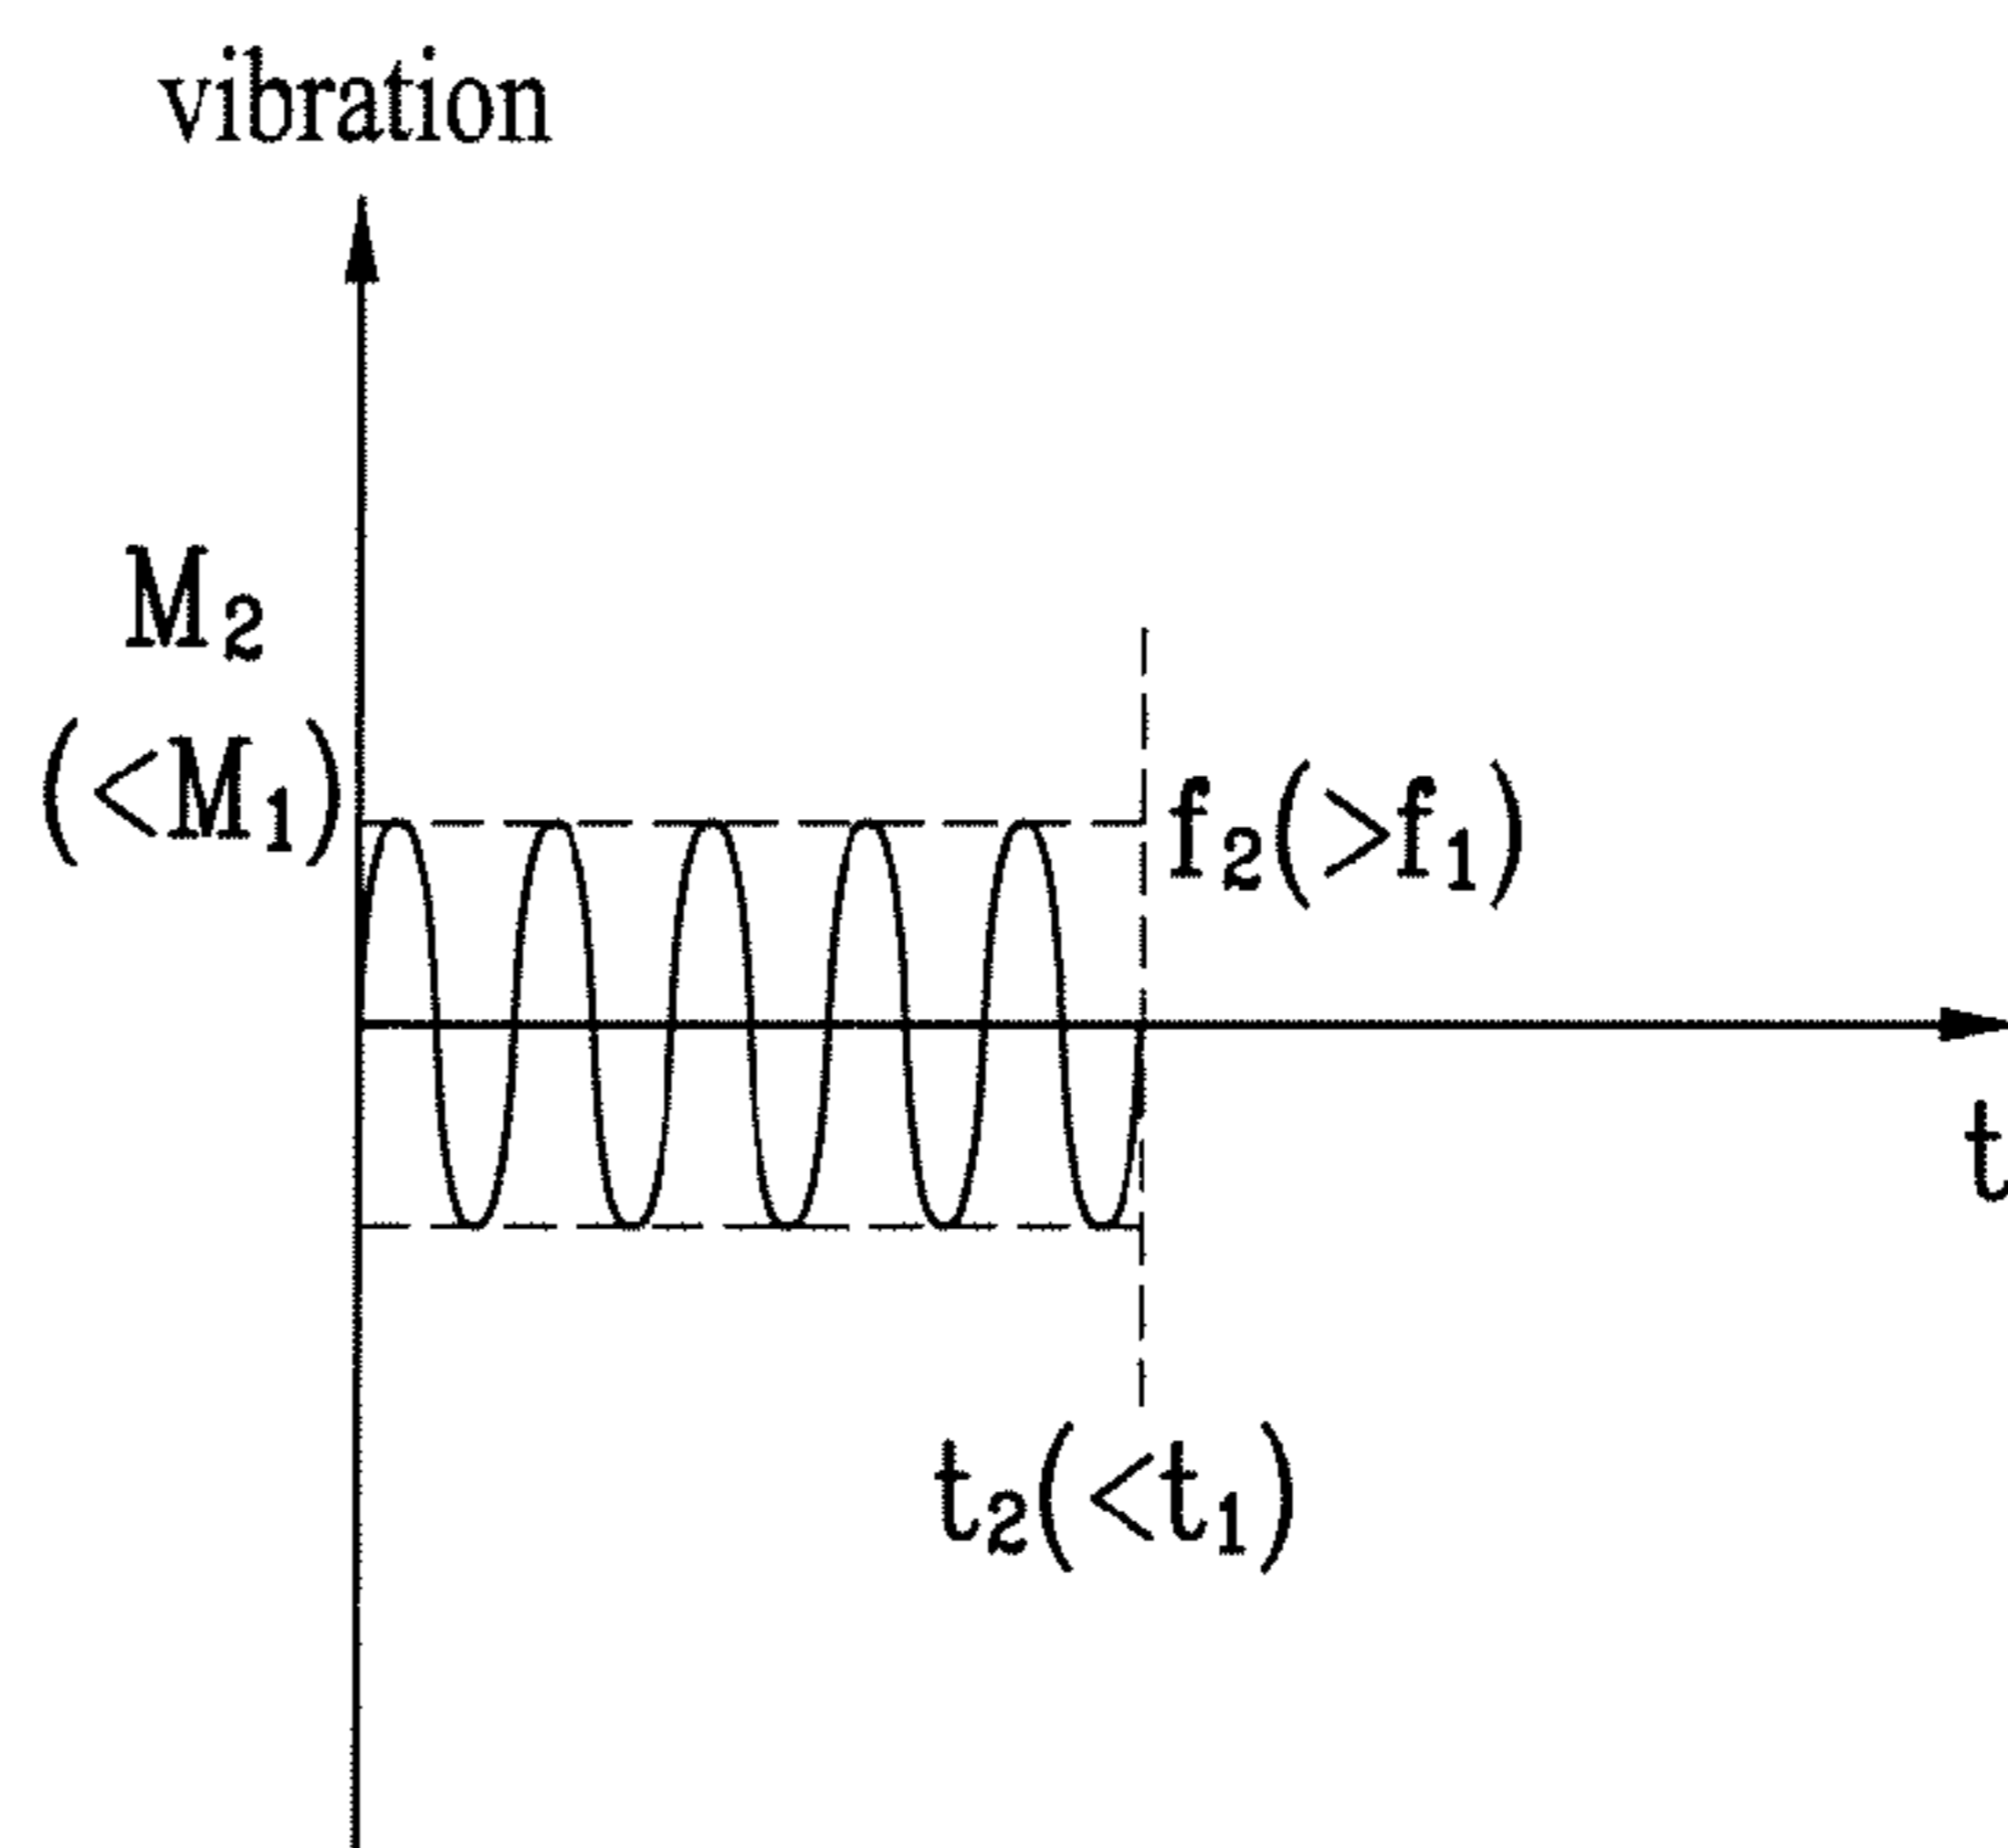 vibration
M₂
(<M₁)
f₂(>f₁)
t
t₂(<t₁)